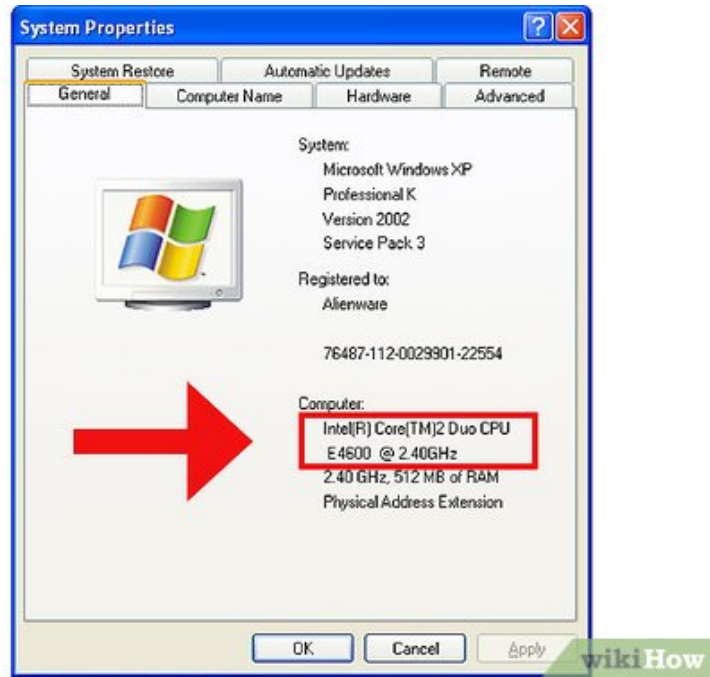 System Properties
System Restore
Automatic Updates
Remote
General
Computer Name
Hardware
Advanced
System:
Microsoft Windows XP
Professional K
Version 2002
Service Pack 3
Registered to:
Alienware
76487-112-0029901-22554
Computer:
Intel(R) Core(TM)2 Duo CPU
E4600 @ 2.40GHz
2.40 GHz, 512 MB of RAM
Physical Address Extension
OK
Cancel
Apply
wikiHow